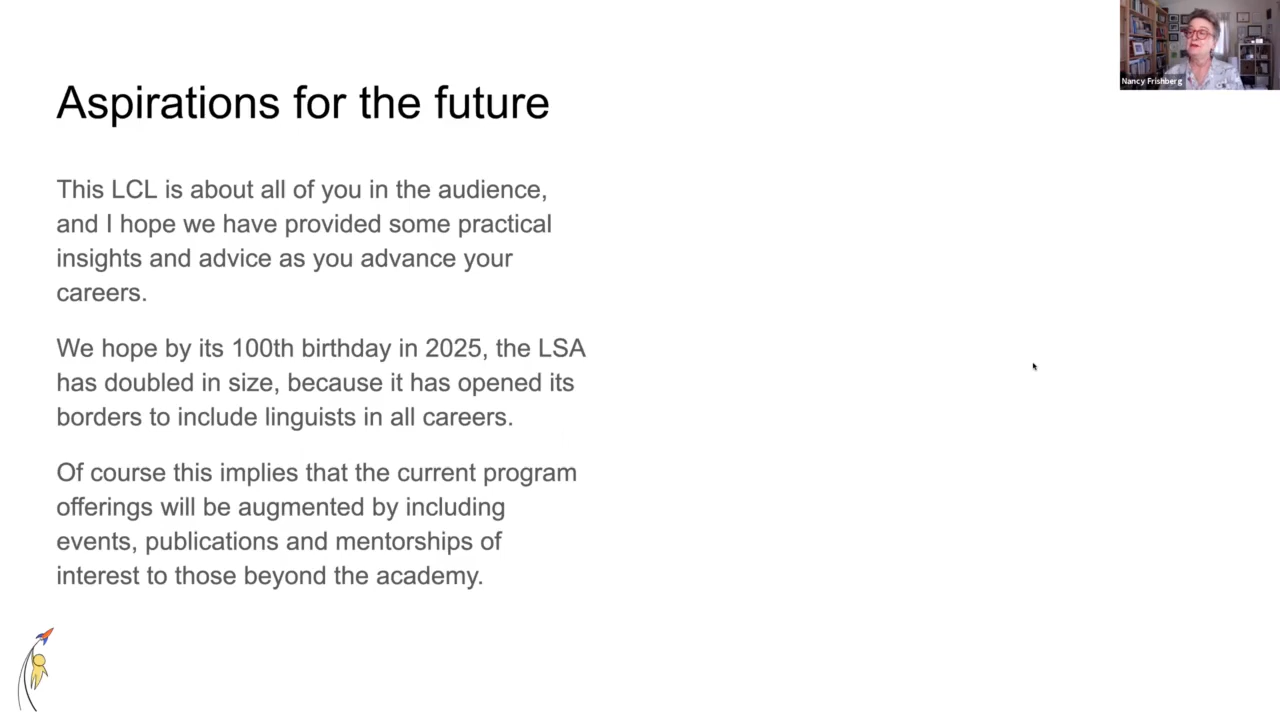 Nancy Frishberg
Aspirations for the future
This LCL is about all of you in the audience,
and I hope we have provided some practical
insights and advice as you advance your
careers.
We hope by its 100th birthday in 2025, the LSA
has doubled in size, because it has opened its
borders to include linguists in all careers.
Of course this implies that the current program
offerings will be augmented by including
events, publications and mentorships of
interest to those beyond the academy.